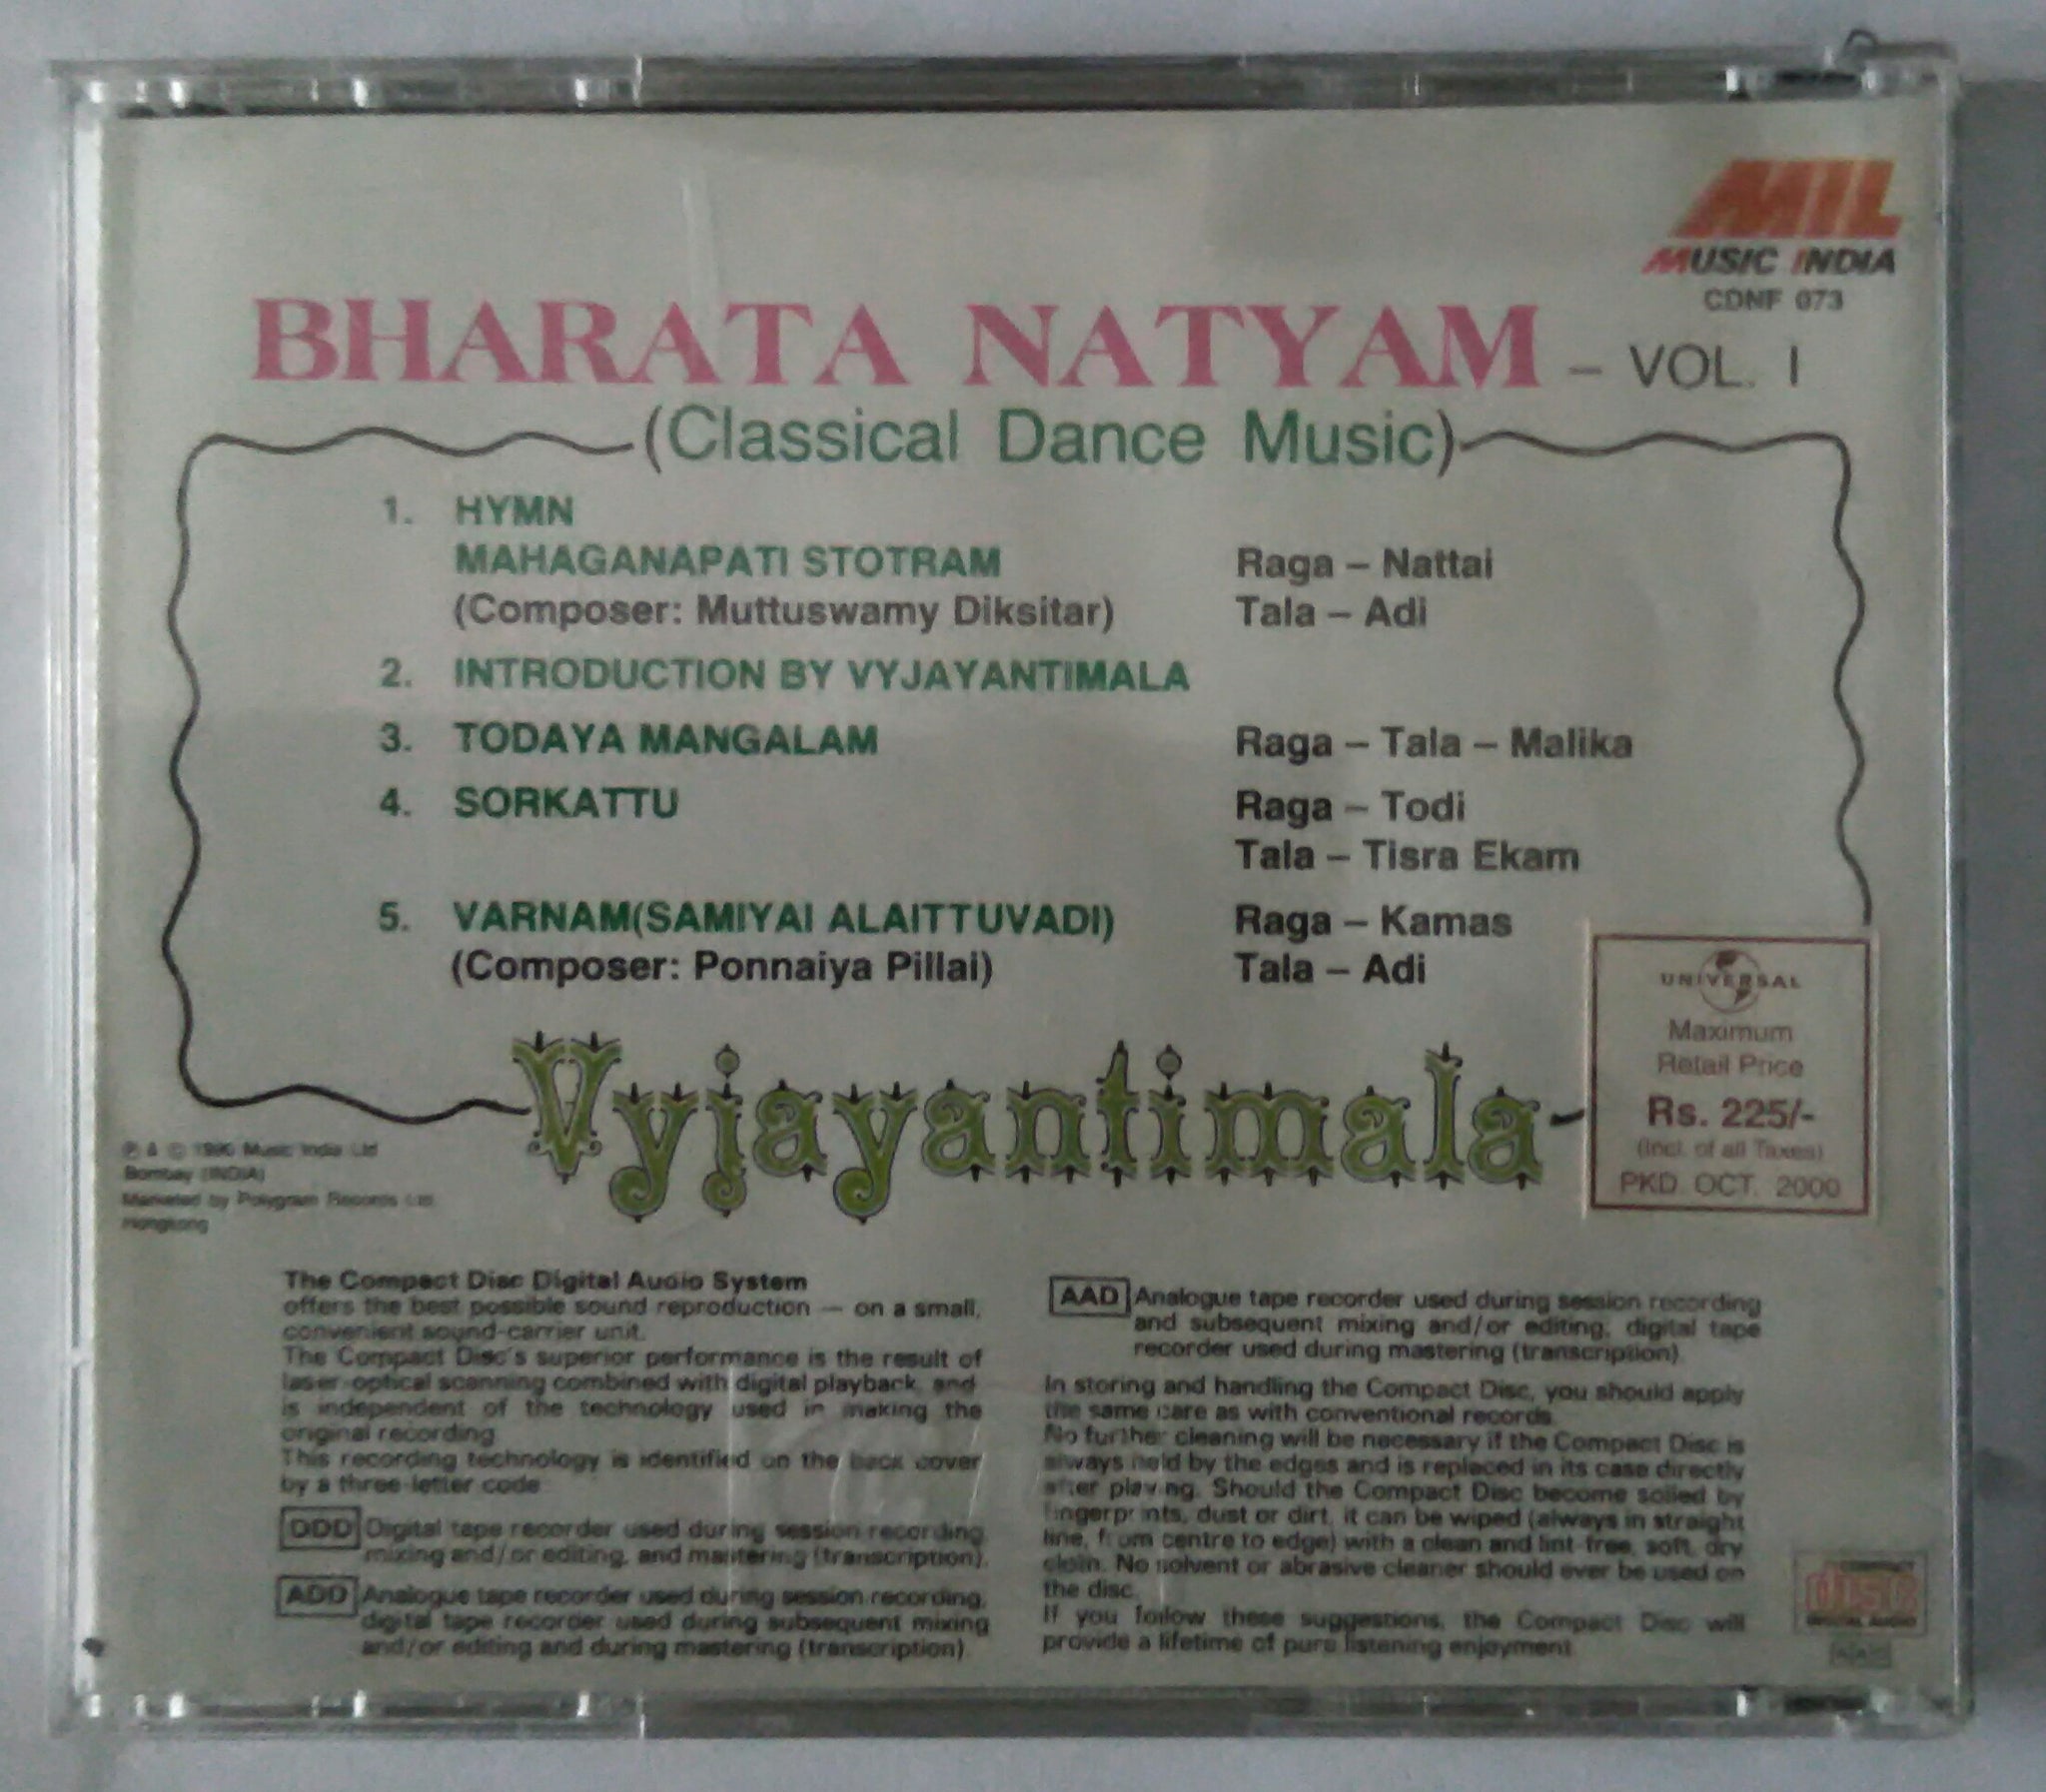 MIL
MUSIC INDIA
CDNF 073
BHARATA NATYAM – VOL. I
(Classical Dance Music)
1. HYMN
MAHAGANAPATI STOTRAM Raga – Nattai
(Composer: Muttuswamy Diksitar) Tala – Adi
2. INTRODUCTION BY VYJAYANTIMALA
3. TODAYA MANGALAM Raga – Tala – Malika
4. SORKATTU Raga – Todi
Tala – Tisra Ekam
5. VARNAM(SAMIYAI ALAITTUVADI) Raga – Kamas
(Composer: Ponnaiya Pillai) Tala – Adi
Vyjayantimala
UNIVERSAL
Maximum
Retail Price
Rs. 225/-
(Incl. of all Taxes)
PKD. OCT. 2000
℗ & © Music India Ltd
Bombay (INDIA)
Marketed by Polygram Records Ltd
Hongkong
The Compact Disc Digital Audio System
offers the best possible sound reproduction — on a small,
convenient sound-carrier unit.
The Compact Disc's superior performance is the result of
laser-optical scanning combined with digital playback, and
is independent of the technology used in making the
original recording.
This recording technology is identified on the back cover
by a three-letter code:
DDD Digital tape recorder used during session recording,
mixing and/or editing, and mastering (transcription).
ADD Analogue tape recorder used during session recording,
digital tape recorder used during subsequent mixing
and/or editing and during mastering (transcription).
AAD Analogue tape recorder used during session recording
and subsequent mixing and/or editing; digital tape
recorder used during mastering (transcription).
In storing and handling the Compact Disc, you should apply
the same care as with conventional records.
No further cleaning will be necessary if the Compact Disc is
always held by the edges and is replaced in its case directly
after playing. Should the Compact Disc become soiled by
fingerprints, dust or dirt, it can be wiped (always in straight
line, from centre to edge) with a clean and lint-free, soft, dry
cloth. No solvent or abrasive cleaner should ever be used on
the disc.
If you follow these suggestions, the Compact Disc will
provide a lifetime of pure listening enjoyment.
COMPACT
disc
DIGITAL AUDIO